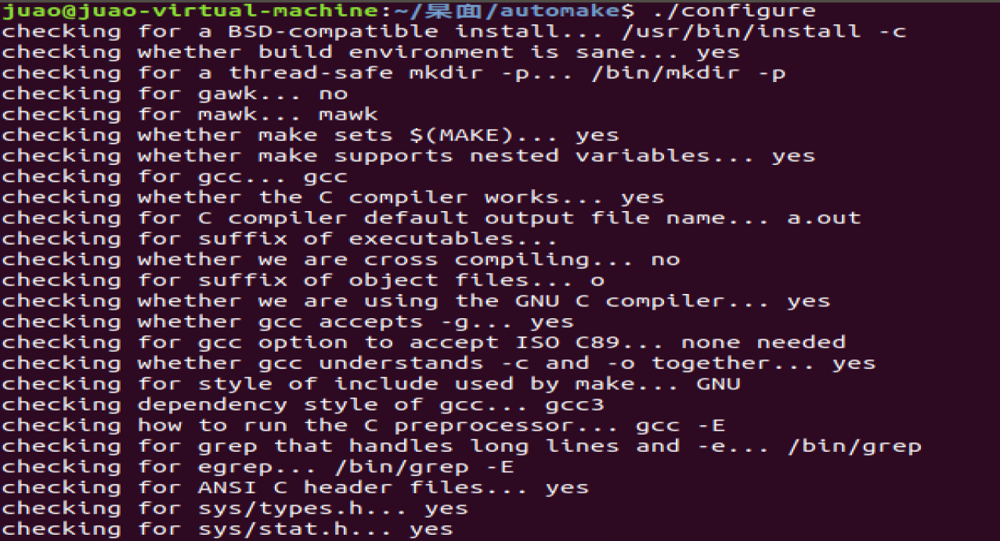 juao@juao-virtual-machine:~/桌面/automake$ ./configure
checking for a BSD-compatible install... /usr/bin/install -c
checking whether build environment is sane... yes
checking for a thread-safe mkdir -p... /bin/mkdir -p
checking for gawk... no
checking for mawk... mawk
checking whether make sets $(MAKE)... yes
checking whether make supports nested variables... yes
checking for gcc... gcc
checking whether the C compiler works... yes
checking for C compiler default output file name... a.out
checking for suffix of executables...
checking whether we are cross compiling... no
checking for suffix of object files... o
checking whether we are using the GNU C compiler... yes
checking whether gcc accepts -g... yes
checking for gcc option to accept ISO C89... none needed
checking whether gcc understands -c and -o together... yes
checking for style of include used by make... GNU
checking dependency style of gcc... gcc3
checking how to run the C preprocessor... gcc -E
checking for grep that handles long lines and -e... /bin/grep
checking for egrep... /bin/grep -E
checking for ANSI C header files... yes
checking for sys/types.h... yes
checking for sys/stat.h... yes